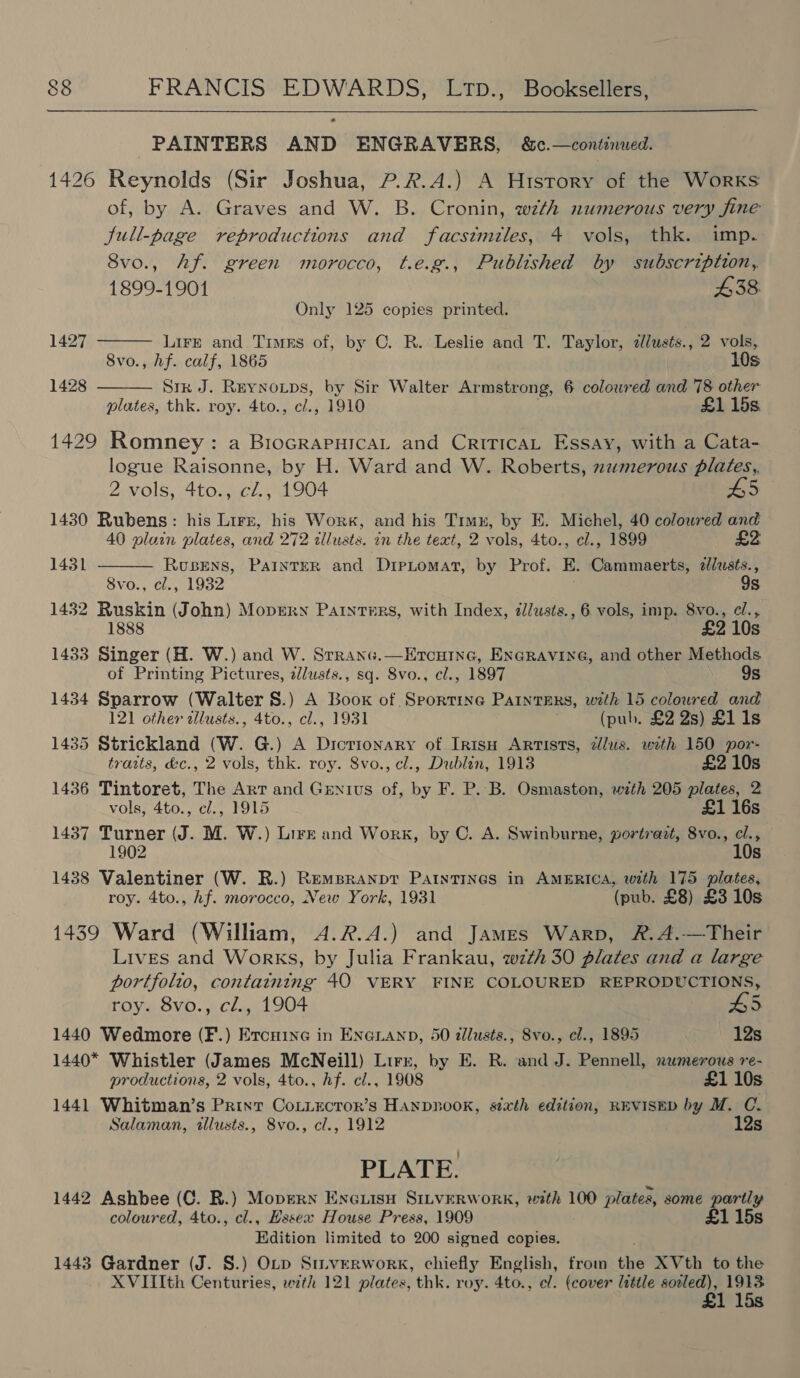 88 FRANCIS EDWARDS, LTD., Booksellers,
PAINTERS AND ENGRAVERS, &c.—continued.
1426 Reynolds (Sir Joshua, P.R.A.) A HISTORY of the WORKS
of, by A. Graves and W. B. Cronin, with numerous very fine
full-page reproductions and facsimiles, 4 vols, thk. imp.
8vo., hf. green morocco, t.e.g., Published by subscription,
1899-1901 £38
Only 125 copies printed.
1427 ——— LIFE and TIMES of, by C. R. Leslie and T. Taylor, illusts., 2 vols,
8vo., hf. calf, 1865 10s
1428 ——— SIR J. REYNOLDS, by Sir Walter Armstrong, 6 coloured and 78 other
plates, thk. roy. 4to., cl., 1910 £1 15s
1429 Romney: a BIOGRAPHICAL and CRITICAL Essay, with a Cata-
logue Raisonne, by H. Ward and W. Roberts, numerous plates,
2 vols, 4to., cl., 1904 £5
1430 Rubens: his LIFE, his WORK, and his TIME, by E. Michel, 40 coloured and
40 plain plates, and 272 illusts. in the text, 2 vols, 4to., cl., 1899 £2
1431 ——— RUBENS, PAINTER and DIPLOMAT, by Prof. E. Cammaerts, illusts.,
8vo., cl., 1932 9s
1432 Ruskin (John) MODERN PAINTERS, with Index, illusts., 6 vols, imp. 8vo., cl.,
1888 £2 10s
1433 Singer (H. W.) and W. STRANG.—ETCHING, ENGRAVING, and other Methods
of Printing Pictures, illusts., sq. 8vo., cl., 1897 9s
1434 Sparrow (Walter S.) A BOOK of SPORTING PAINTERS, with 15 coloured and
121 other illusts., 4to., cl., 1931 (pub. £2 2s) £1 1s
1435 Strickland (W. G.) A DICTIONARY of IRISH ARTISTS, illus. with 150 por-
traits, &c., 2 vols, thk. roy. 8vo., cl., Dublin, 1913 £2 10s
1436 Tintoret, The ART and GENIUS of, by F. P. B. Osmaston, with 205 plates, 2
vols, 4to., cl., 1915 £1 16s
1437 Turner (J. M. W.) LIFE and WORK, by C. A. Swinburne, portrait, 8vo., cl.,
1902 10s
1438 Valentiner (W. R.) REMBRANDT PAINTINGS in AMERICA, with 175 plates,
roy. 4to., hf. morocco, New York, 1931 (pub. £8) £3 10s
1439 Ward (William, A.R.A.) and JAMES WARD, R.A.—Their
LIVES and WORKS, by Julia Frankau, with 30 plates and a large
portfolio, containing 40 VERY FINE COLOURED REPRODUCTIONS,
roy. 8vo., cl., 1904 £5
1440 Wedmore (F.) ETCHING in ENGLAND, 50 illusts., 8vo., cl., 1895 12s
1440* Whistler (James McNeill) LIFE, by E. R. and J. Pennell, numerous re-
productions, 2 vols, 4to., hf. cl., 1908 £1 10s
1441 Whitman's PRINT COLLECTOR'S HANDBOOK, sixth edition, REVISED by M. C.
Salaman, illusts., 8vo., cl., 1912 12s
PLATE.
1442 Ashbee (C. R.) MODERN ENGLISH SILVERWORK, with 100 plates, some partly
coloured, 4to., cl., Essex House Press, 1909 £1 15s
Edition limited to 200 signed copies.
1443 Gardner (J. S.) OLD SILVERWORK, chiefly English, from the XVth to the
XVIIIth Centuries, with 121 plates, thk. roy. 4to., cl. (cover little soiled), 1913
£1 15s